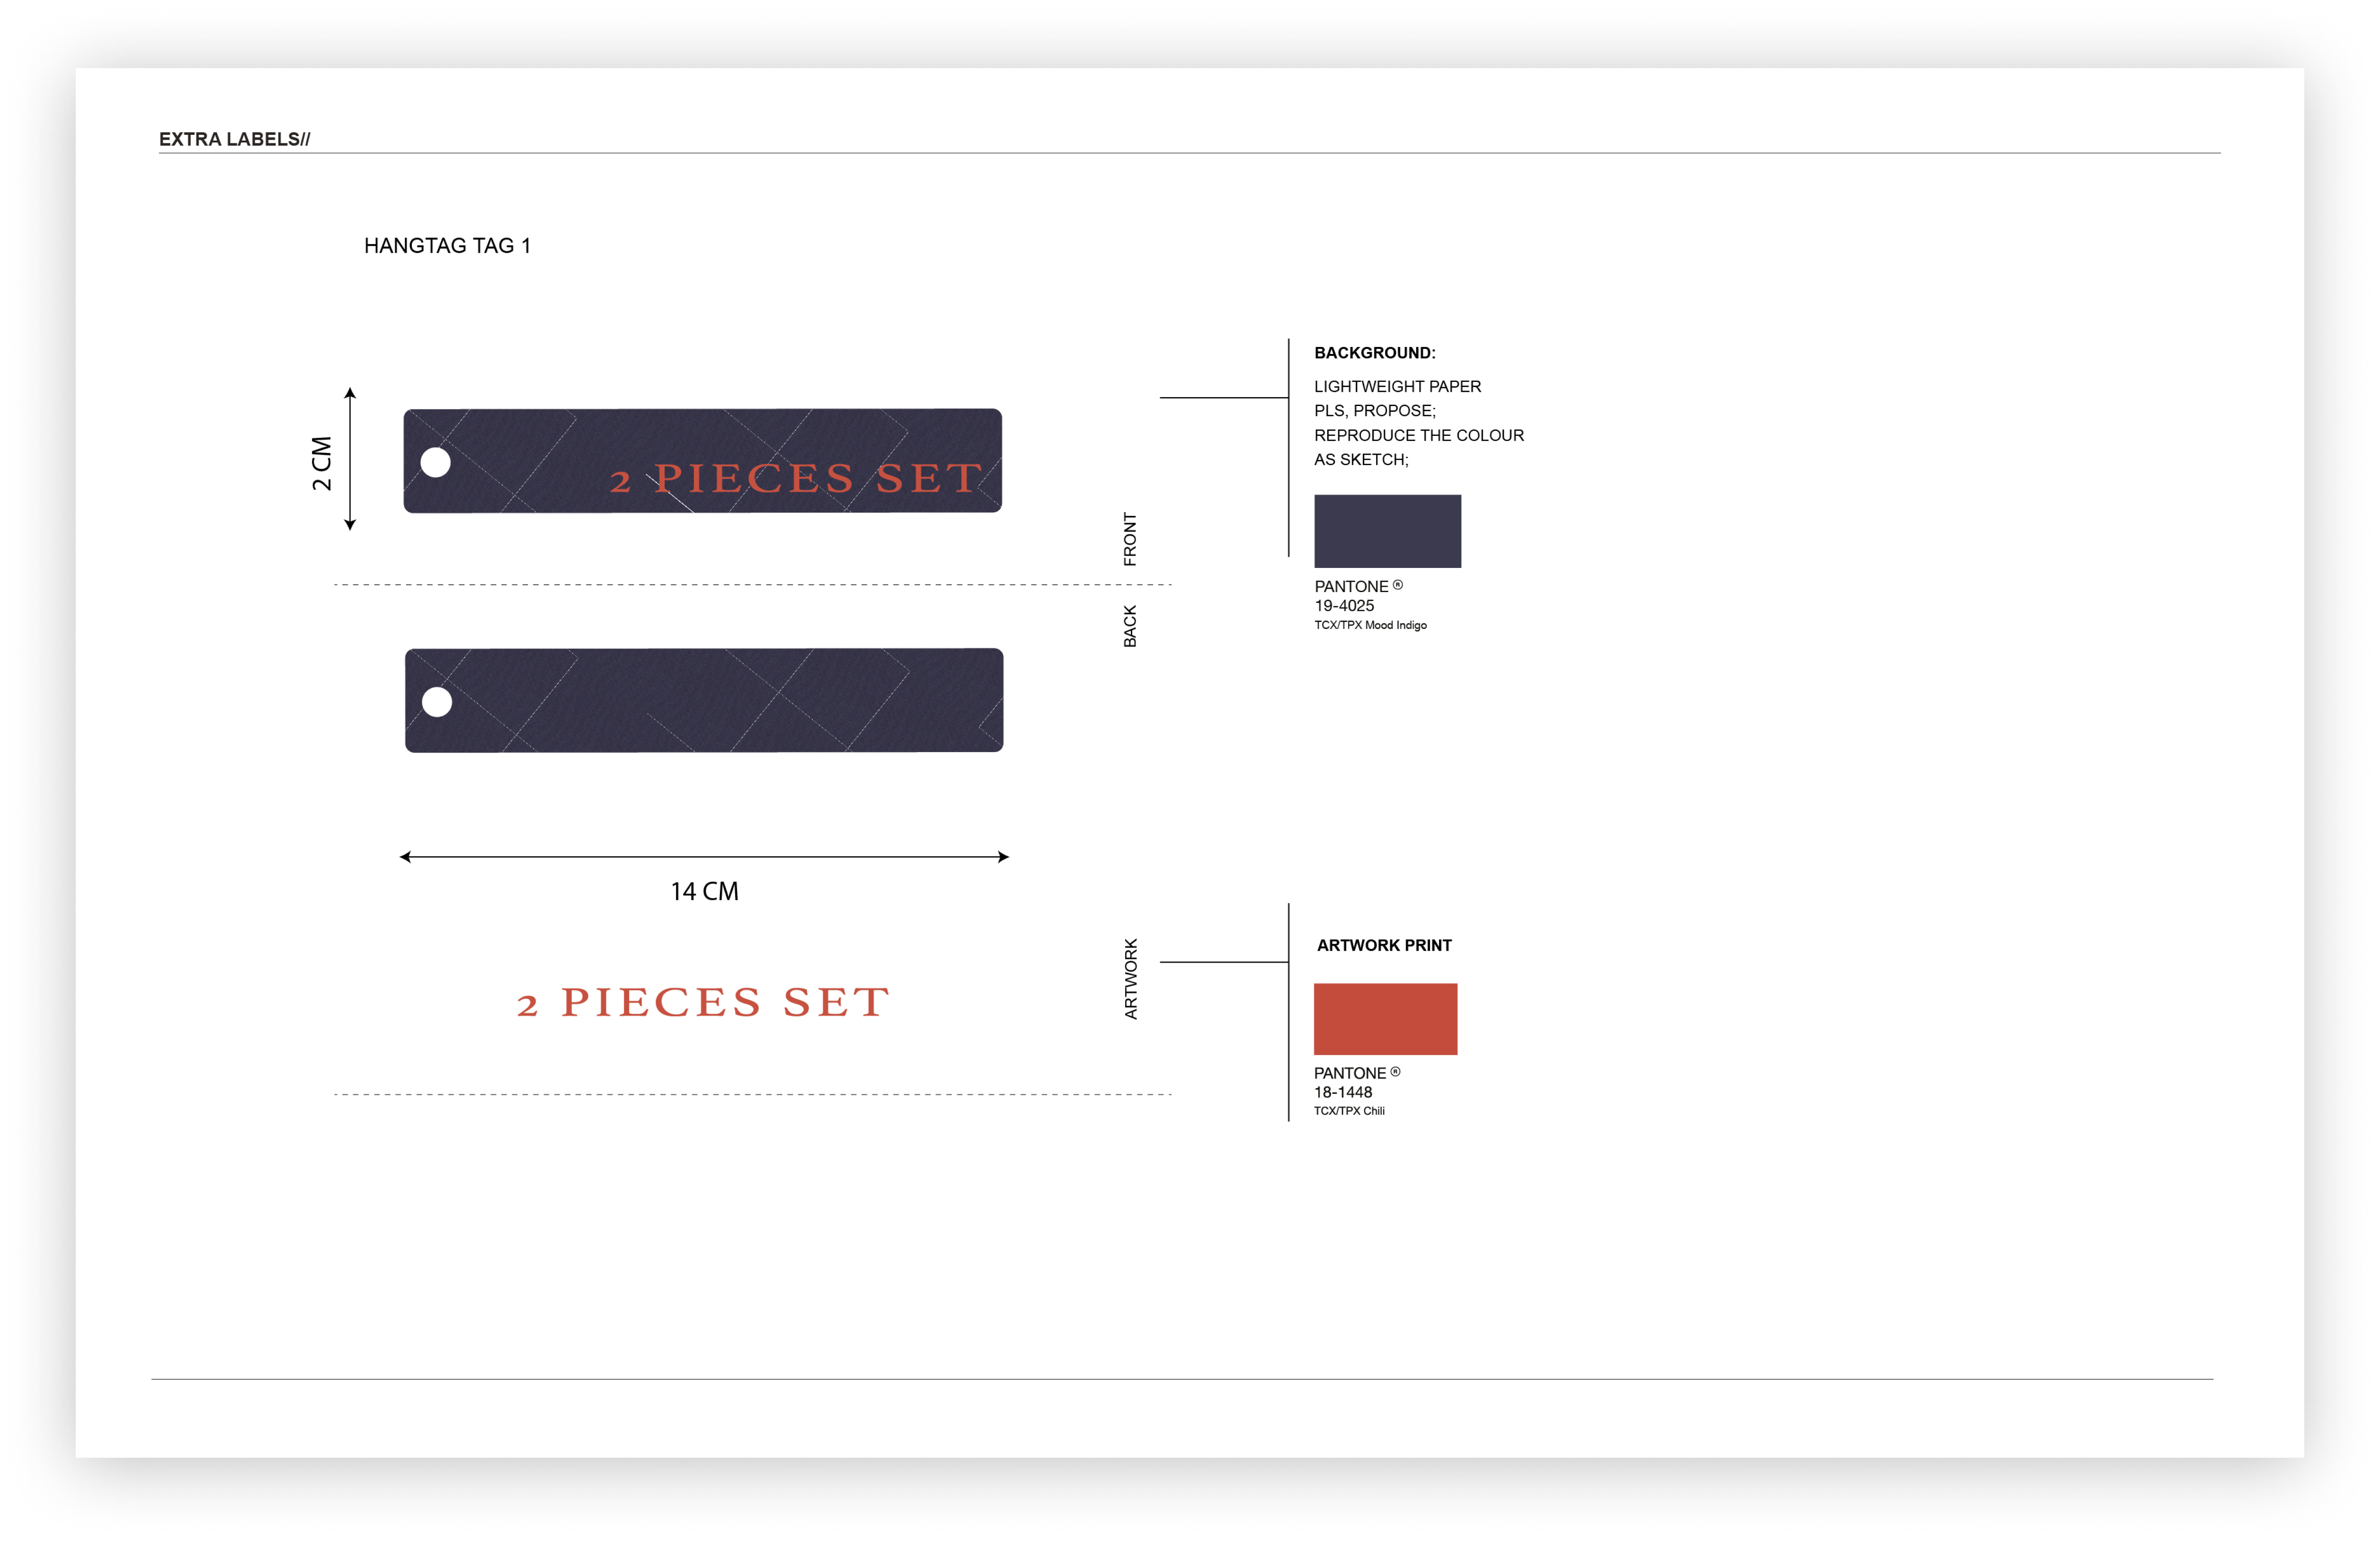 EXTRA LABELS//
HANGTAG TAG 1
2 CM
2 PIECES SET
FRONT
BACK
14 CM
BACKGROUND:
LIGHTWEIGHT PAPER
PLS, PROPOSE;
REPRODUCE THE COLOUR
AS SKETCH;
PANTONE ®
19-4025
TCX/TPX Mood Indigo
2 PIECES SET
ARTWORK
ARTWORK PRINT
PANTONE ®
18-1448
TCX/TPX Chili